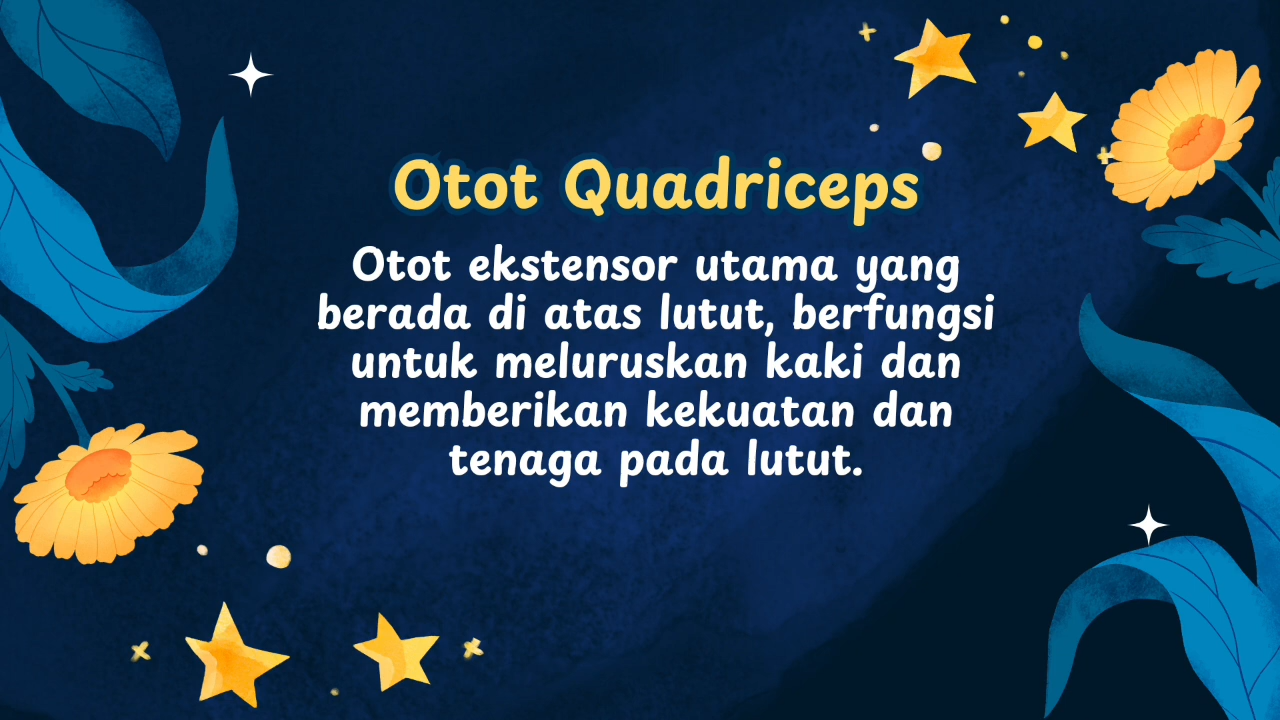 Otot Quadriceps
Otot ekstensor utama yang
berada di atas lutut, berfungsi
untuk meluruskan kaki dan
memberikan kekuatan dan
tenaga pada lutut.